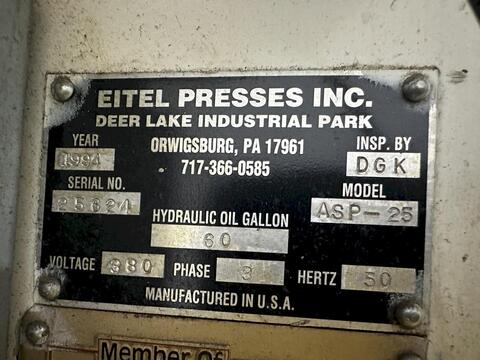 EITEL PRESSES INC.
DEER LAKE INDUSTRIAL PARK
ORWIGSBURG, PA 17961
717-366-0585
YEAR
1994
INSP. BY
DGK
SERIAL NO.
25624
MODEL
ASP-25
HYDRAULIC OIL GALLON
60
VOLTAGE 380 PHASE 3 HERTZ 50
MANUFACTURED IN U.S.A.
Member Of